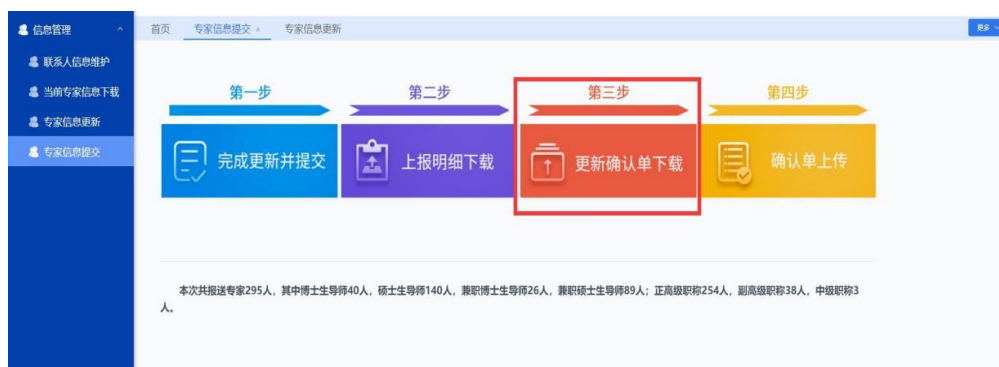 信息管理
首页 专家信息提交 × 专家信息更新
更多
联系人信息维护
当前专家信息下载
专家信息更新
专家信息提交
第一步 第二步 第三步 第四步
完成更新并提交 上报明细下载 更新确认单下载 确认单上传
本次共报送专家295人，其中博士生导师40人，硕士生导师140人，兼职博士生导师26人，兼职硕士生导师89人；正高级职称254人，副高级职称38人，中级职称3
人。